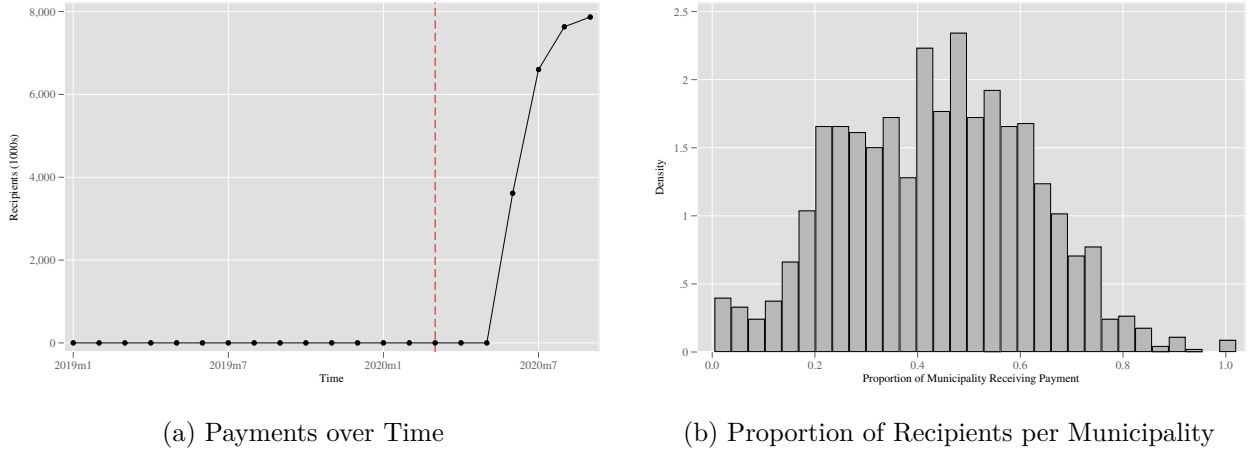 8,000
6,000
4,000
2,000
0
Recipients (1000s)
2019m1 2019m7 2020m1 2020m7
Time
(a) Payments over Time
2.5
2
1.5
1
.5
0
Density
0.0 0.2 0.4 0.6 0.8 1.0
Proportion of Municipality Receiving Payment
(b) Proportion of Recipients per Municipality